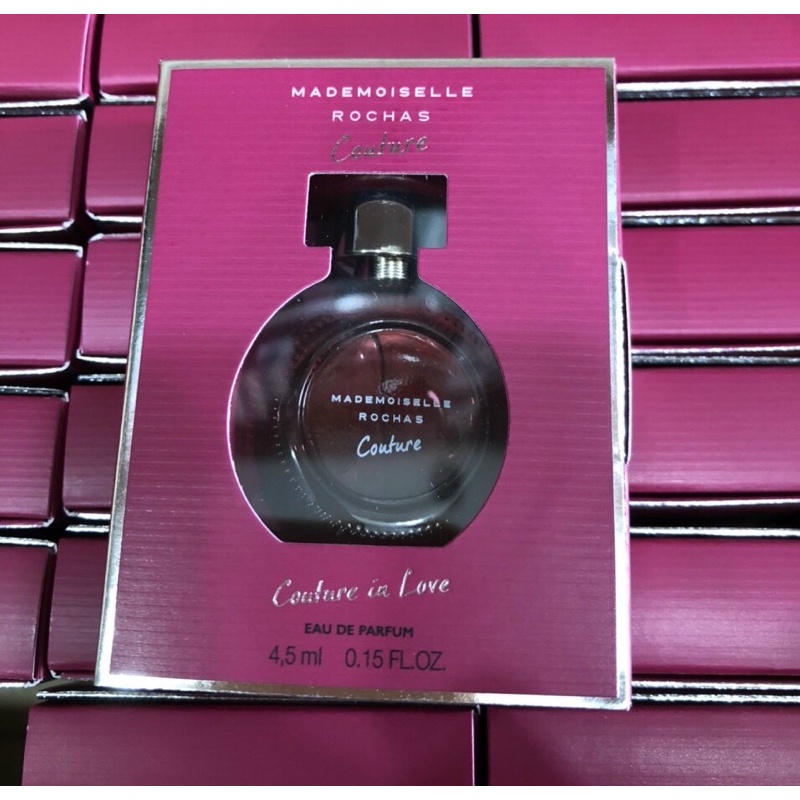 MADEMOISELLE
ROCHAS
Couture
MADEMOISELLE
ROCHAS
Couture
Couture in Love
EAU DE PARFUM
4,5 ml 0.15 FL.OZ.